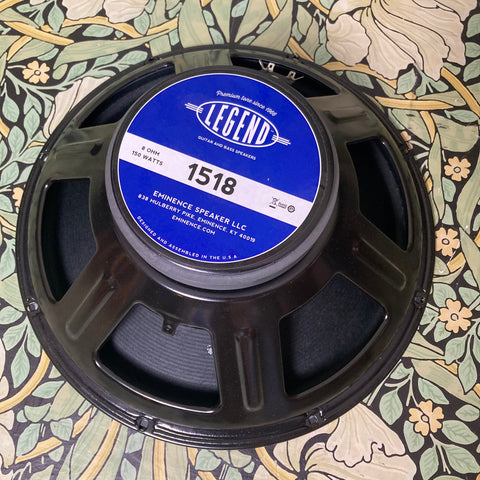 Premium tone since 1966
LEGEND
GUITAR AND BASS SPEAKERS
8 OHM
150 WATTS
1518
EMINENCE SPEAKER LLC
838 MULBERRY PIKE, EMINENCE, KY 40019
EMINENCE.COM
DESIGNED AND ASSEMBLED IN THE U.S.A.